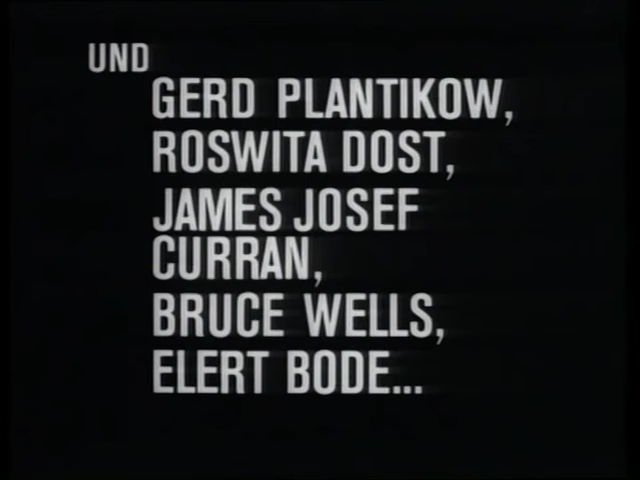 UND
GERD PLANTIKOW,
ROSWITA DOST,
JAMES JOSEF
CURRAN,
BRUCE WELLS,
ELERT BODE...